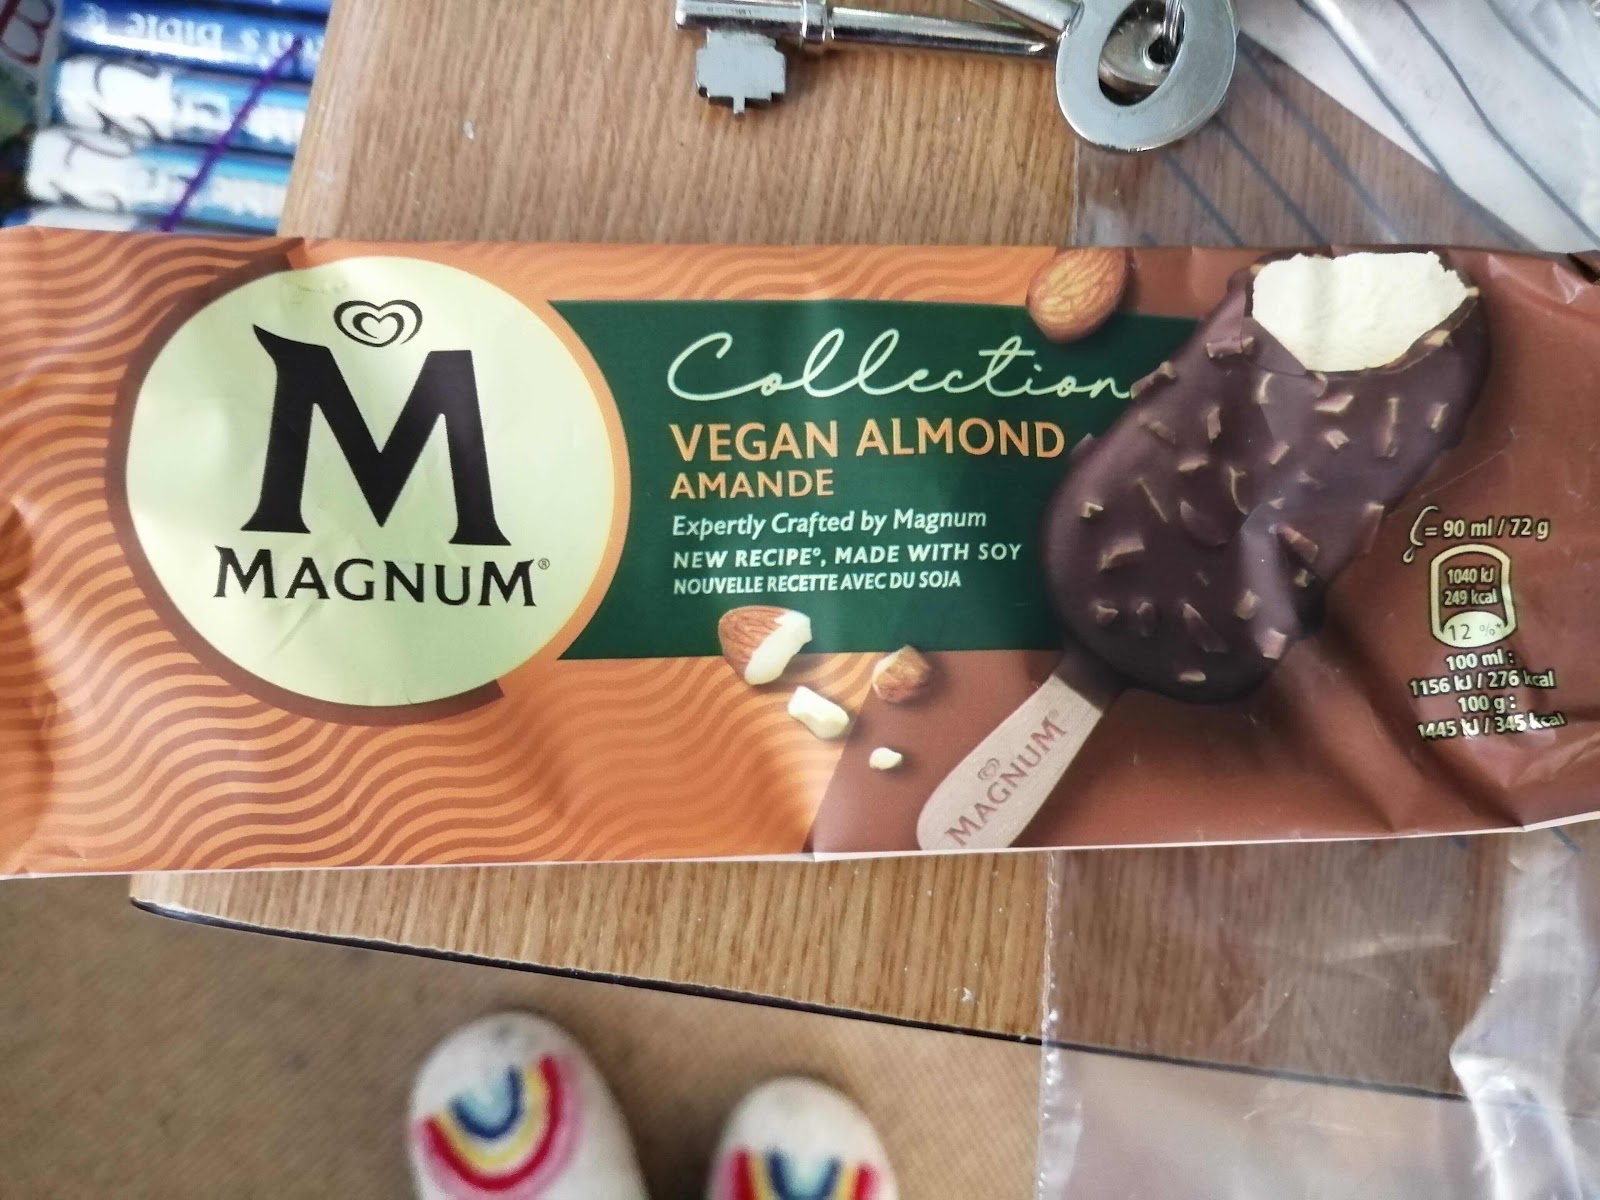 M
MAGNUM®
Collection
VEGAN ALMOND
AMANDE
Expertly Crafted by Magnum
NEW RECIPE°, MADE WITH SOY
NOUVELLE RECETTE AVEC DU SOJA
MAGNUM®
= 90 ml / 72 g
1040 kJ
249 kcal
12 %*
100 ml :
1156 kJ / 276 kcal
100 g :
1445 kJ / 345 kcal